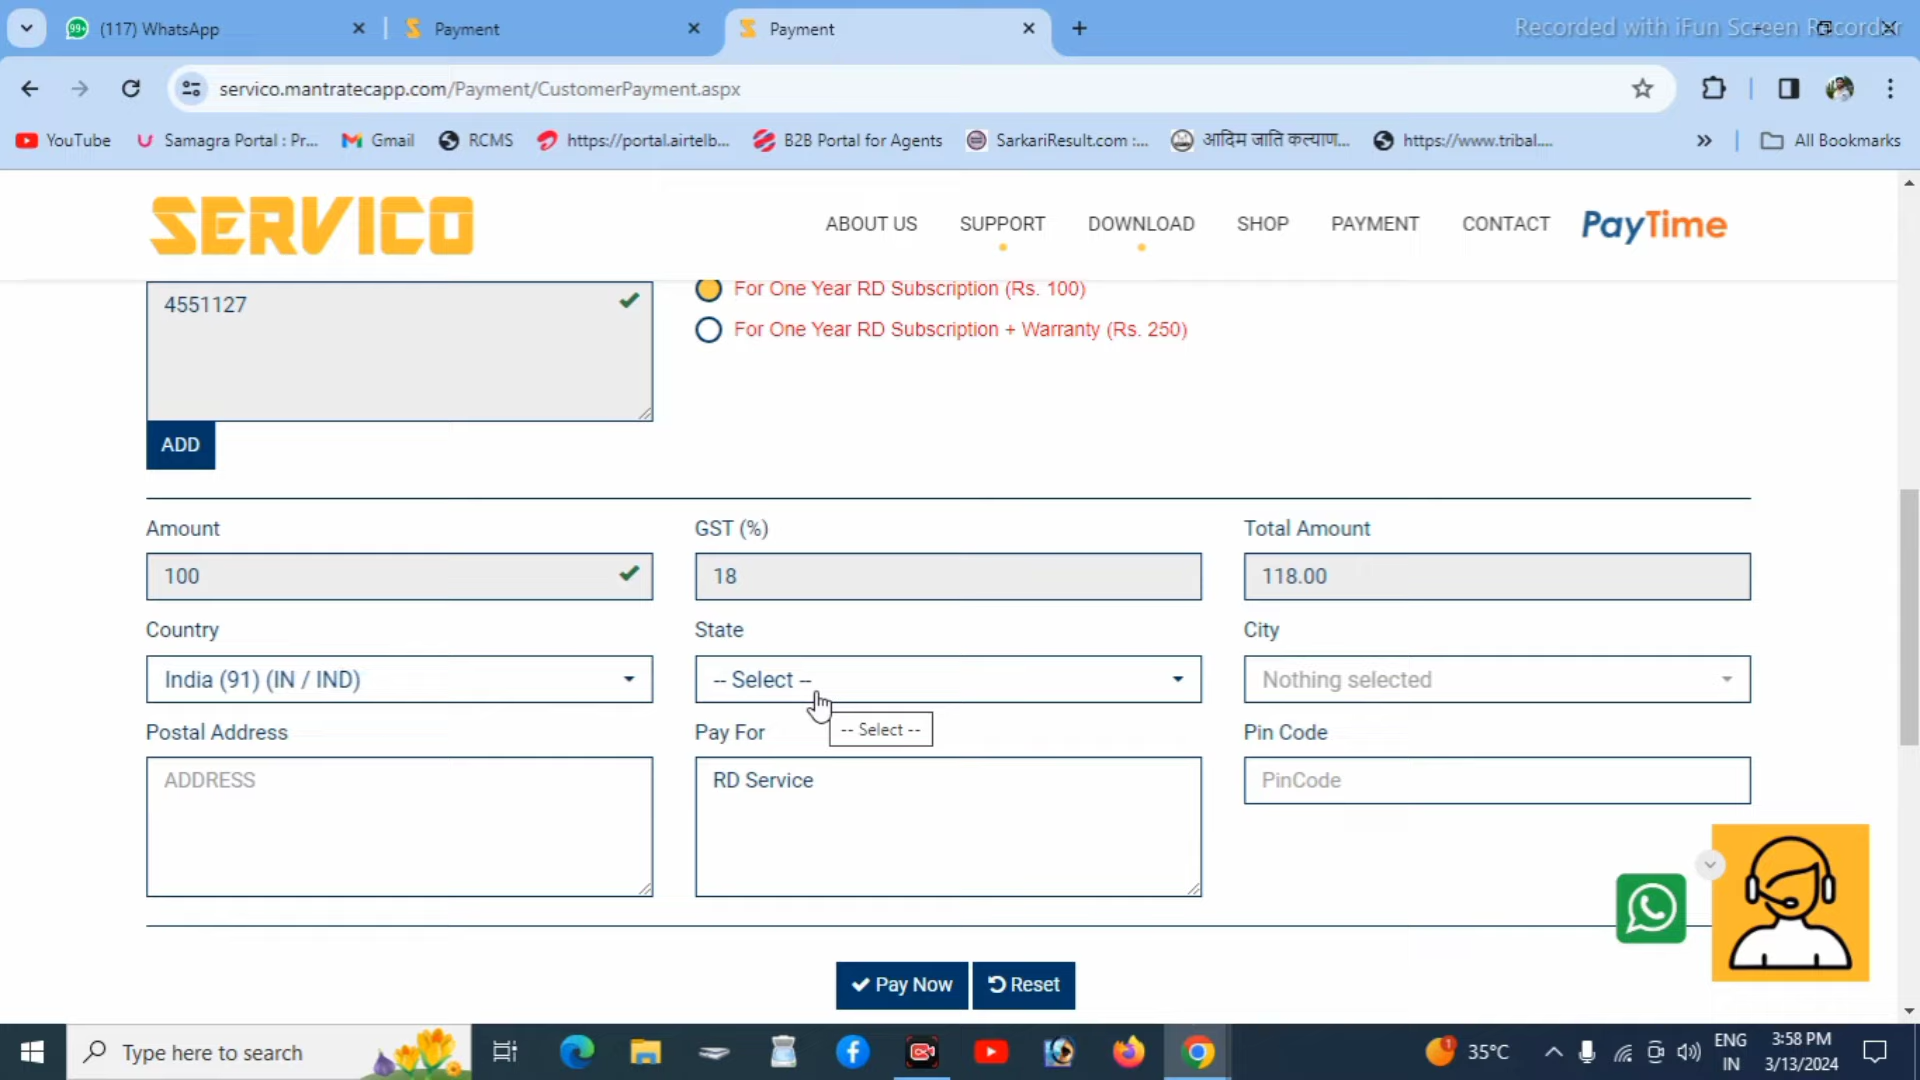 (117) WhatsApp
Payment
Payment
Recorded with iFun Screen Recorder
servico.mantratecapp.com/Payment/CustomerPayment.aspx
YouTube
Samagra Portal : Pr...
Gmail
RCMS
https://portal.airtelb...
B2B Portal for Agents
SarkariResult.com :...
आदिम जाति कल्याण...
https://www.tribal....
All Bookmarks
SERVICO
ABOUT US
SUPPORT
DOWNLOAD
SHOP
PAYMENT
CONTACT
PayTime
4551127
For One Year RD Subscription (Rs. 100)
For One Year RD Subscription + Warranty (Rs. 250)
ADD
Amount
GST (%)
Total Amount
100
18
118.00
Country
State
City
India (91) (IN / IND)
-- Select --
Nothing selected
-- Select --
Postal Address
Pay For
Pin Code
ADDRESS
RD Service
PinCode
Pay Now
Reset
Type here to search
35°C
ENG
IN
3:58 PM
3/13/2024